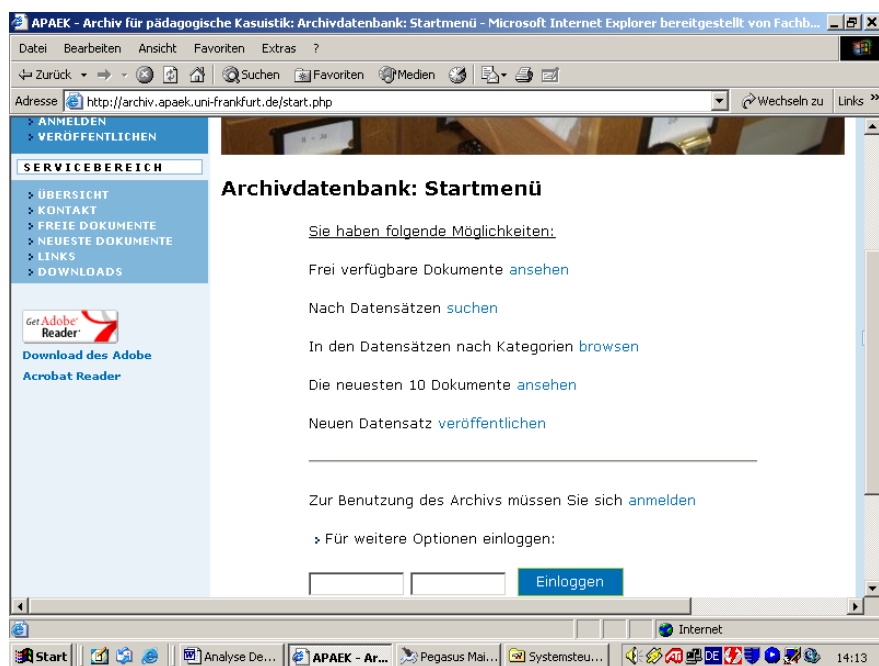 APAEK - Archiv für pädagogische Kasuistik: Archivdatenbank: Startmenü - Microsoft Internet Explorer bereitgestellt von Fachb...
Datei Bearbeiten Ansicht Favoriten Extras ?
Zurück Suchen Favoriten Medien
Adresse http://archiv.apaek.uni-frankfurt.de/start.php Wechseln zu Links »
ANMELDEN
VERÖFFENTLICHEN
SERVICEBEREICH
ÜBERSICHT
KONTAKT
FREIE DOKUMENTE
NEUESTE DOKUMENTE
LINKS
DOWNLOADS
Get Adobe
Reader
Download des Adobe
Acrobat Reader
Archivdatenbank: Startmenü
Sie haben folgende Möglichkeiten:
Frei verfügbare Dokumente ansehen
Nach Datensätzen suchen
In den Datensätzen nach Kategorien browsen
Die neuesten 10 Dokumente ansehen
Neuen Datensatz veröffentlichen
Zur Benutzung des Archivs müssen Sie sich anmelden
Für weitere Optionen einloggen:
Einloggen
Internet
Start Analyse De... APAEK - Ar... Pegasus Mai... Systemsteu... DE 14:13